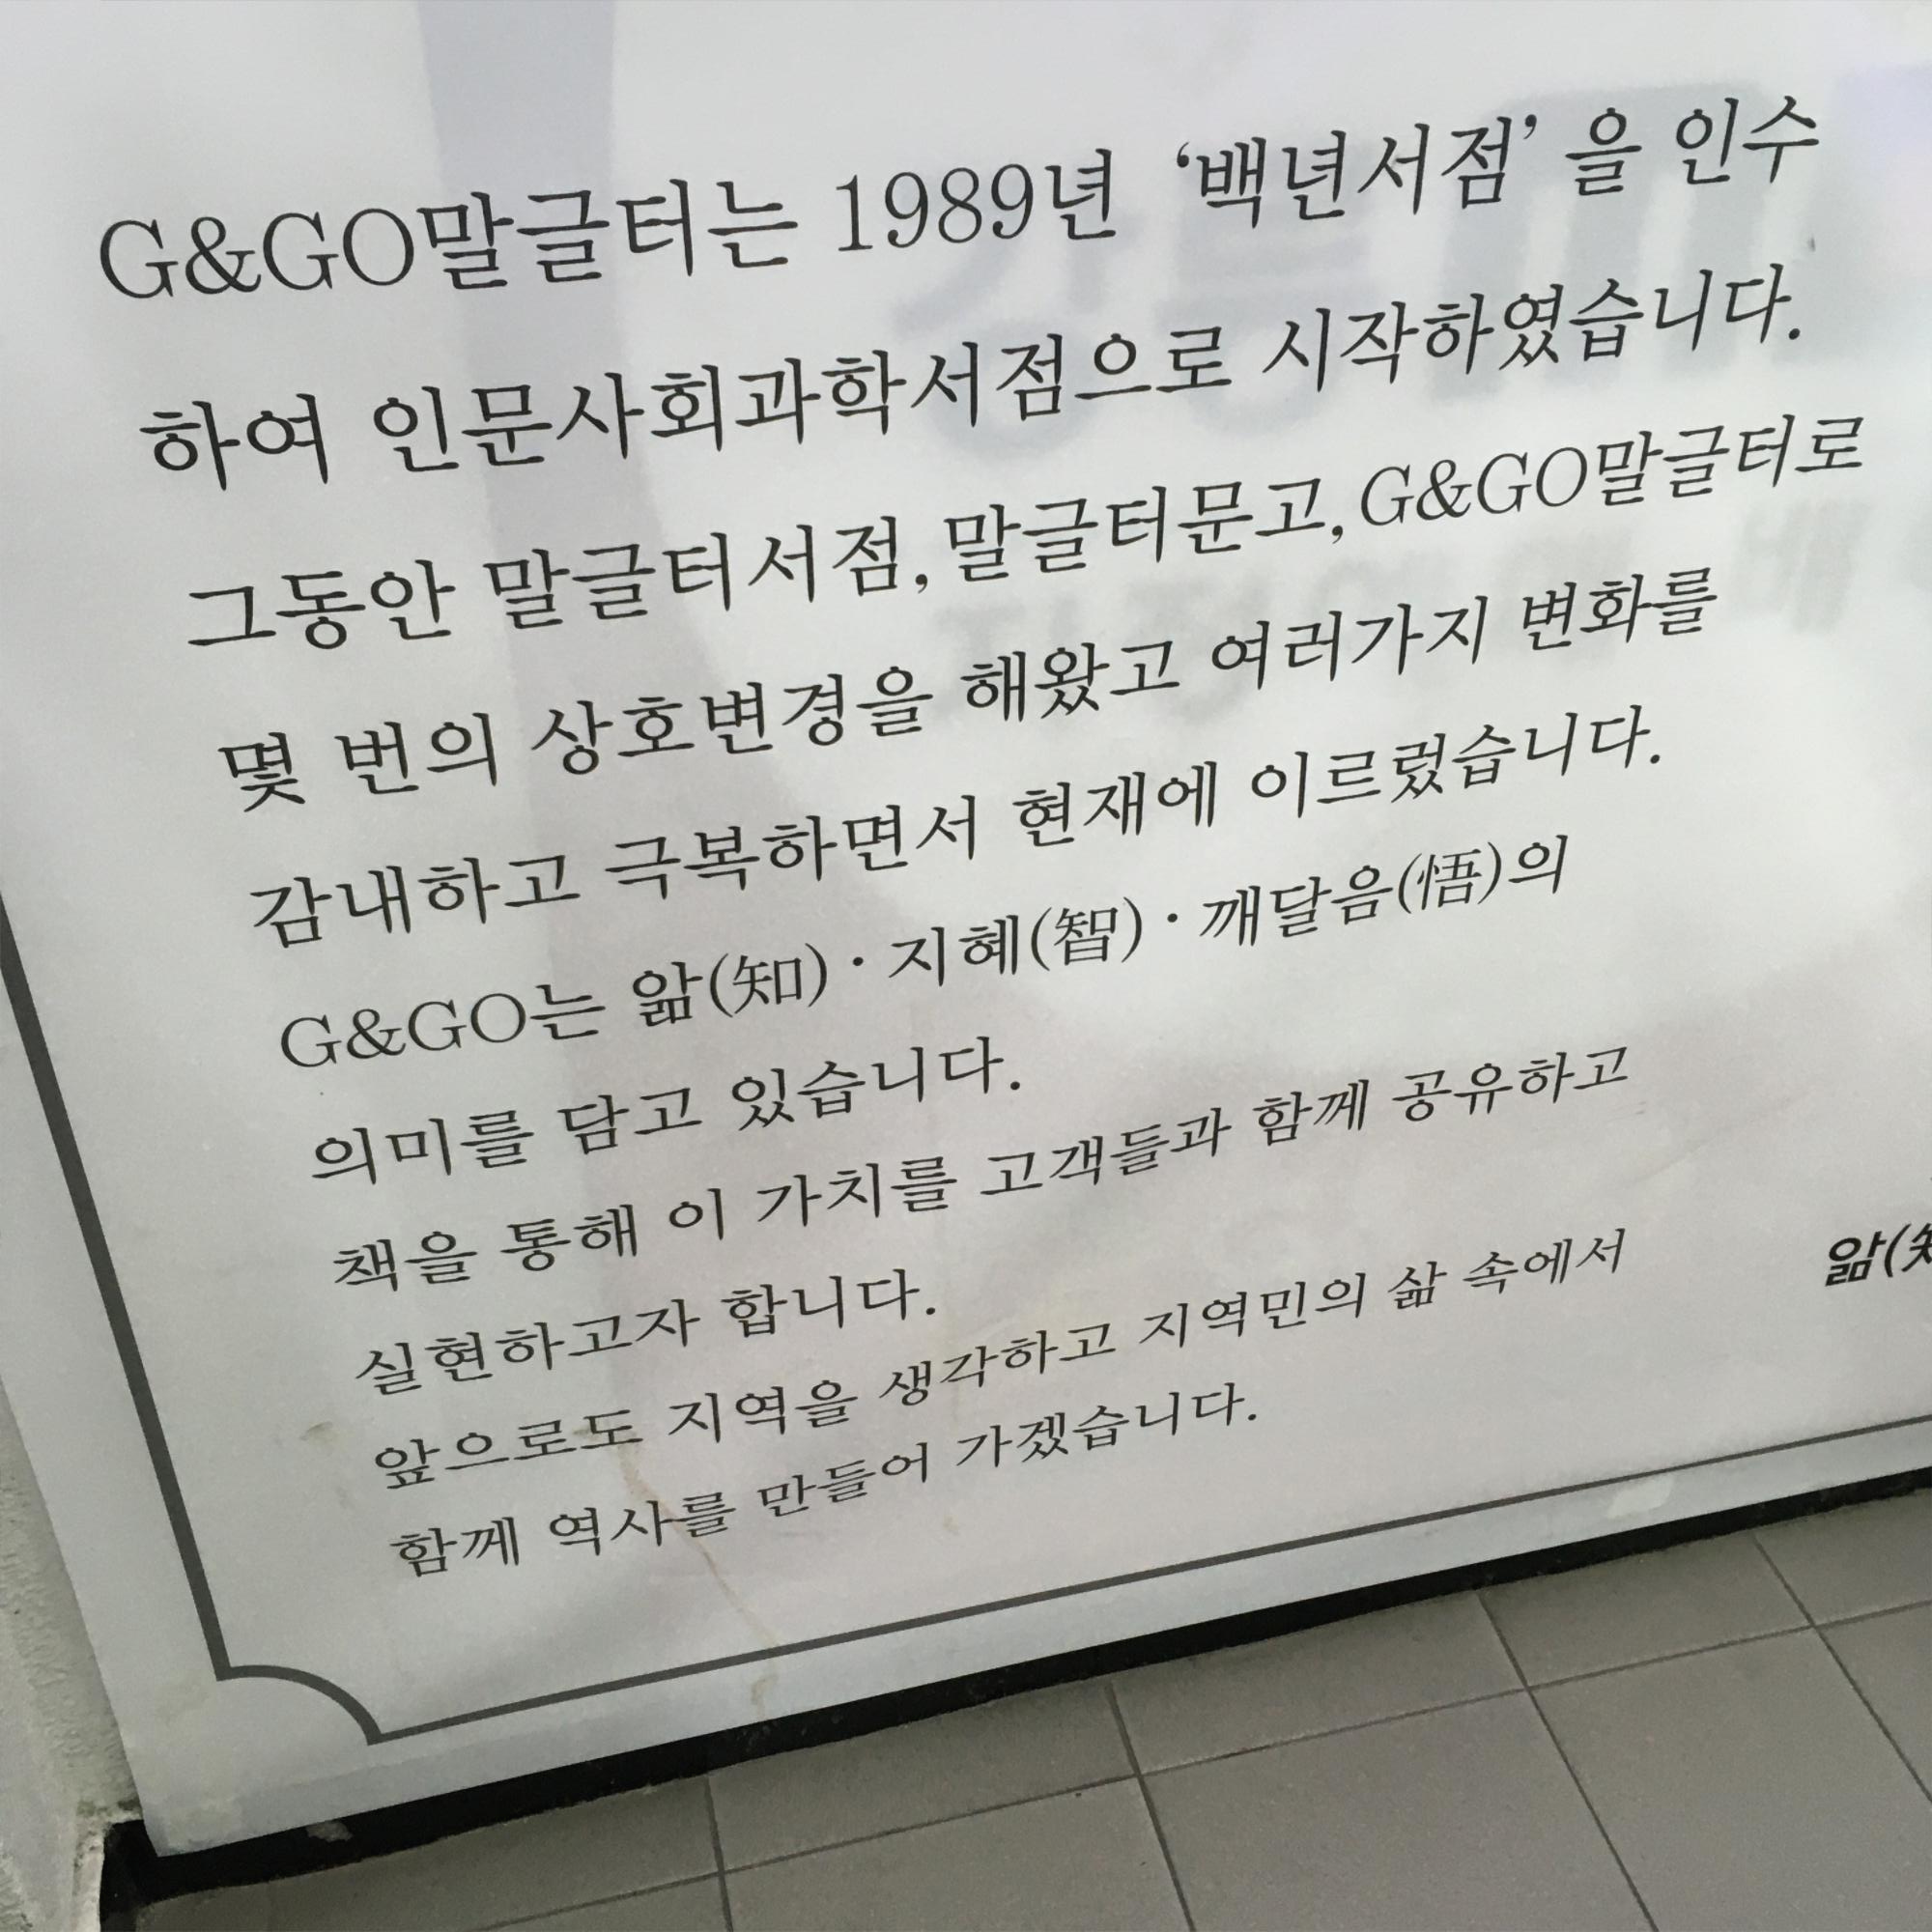 G&GO말글터는 1989년 ‘백년서점’ 을 인수
하여 인문사회과학서점으로 시작하였습니다.
그동안 말글터서점, 말글터문고, G&GO말글터로
몇 번의 상호변경을 해왔고 여러가지 변화를
감내하고 극복하면서 현재에 이르렀습니다.
G&GO는 앎(知) · 지혜(智) · 깨달음(悟)의
의미를 담고 있습니다.
책을 통해 이 가치를 고객들과 함께 공유하고
실현하고자 합니다.
앞으로도 지역을 생각하고 지역민의 삶 속에서
함께 역사를 만들어 가겠습니다.
앎(